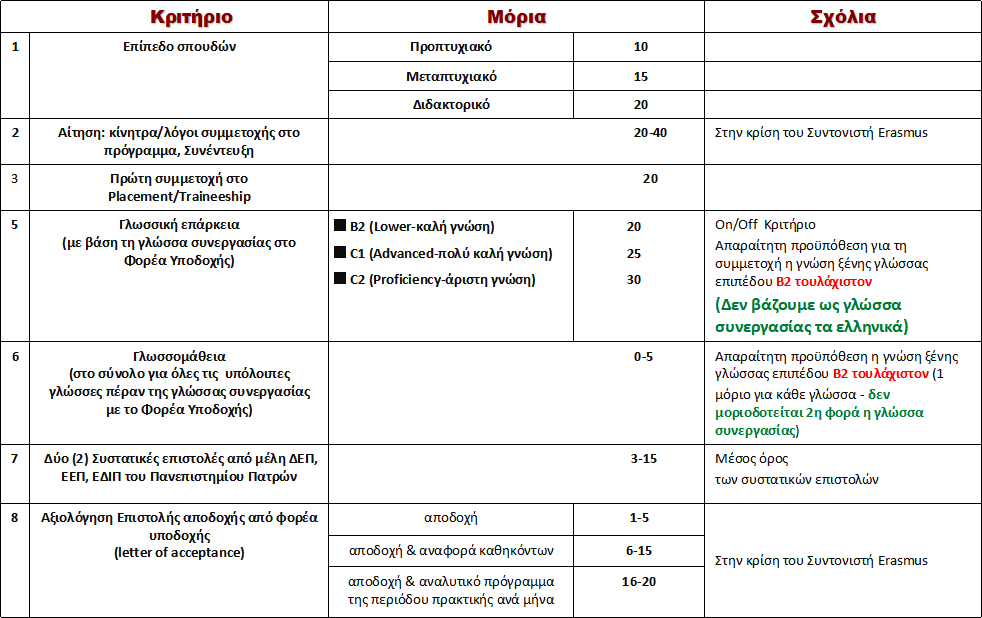 Κριτήριο Μόρια Σχόλια
1 Επίπεδο σπουδών Προπτυχιακό 10
Μεταπτυχιακό 15
Διδακτορικό 20
2 Αίτηση: κίνητρα/λόγοι συμμετοχής στο πρόγραμμα, Συνέντευξη 20-40 Στην κρίση του Συντονιστή Erasmus
3 Πρώτη συμμετοχή στο
Placement/Traineeship 20
5 Γλωσσική επάρκεια
(με βάση τη γλώσσα συνεργασίας στο
Φορέα Υποδοχής)
B2 (Lower-καλή γνώση) 20
C1 (Advanced-πολύ καλή γνώση) 25
C2 (Proficiency-άριστη γνώση) 30
On/Off Κριτήριο
Απαραίτητη προϋπόθεση για τη
συμμετοχή η γνώση ξένης γλώσσας
επιπέδου B2 τουλάχιστον
(Δεν βάζουμε ως γλώσσα
συνεργασίας τα ελληνικά)
6 Γλωσσομάθεια
(στο σύνολο για όλες τις υπόλοιπες
γλώσσες πέραν της γλώσσας συνεργασίας
με το Φορέα Υποδοχής)
0-5
Απαραίτητη προϋπόθεση η γνώση ξένης
γλώσσας επιπέδου B2 τουλάχιστον (1
μόριο για κάθε γλώσσα - δεν
μοριοδοτείται 2η φορά η γλώσσα
συνεργασίας)
7 Δύο (2) Συστατικές επιστολές από μέλη ΔΕΠ,
ΕΕΠ, ΕΔΙΠ του Πανεπιστημίου Πατρών
3-15
Μέσος όρος
των συστατικών επιστολών
8 Αξιολόγηση Επιστολής αποδοχής από φορέα
υποδοχής
(letter of acceptance)
αποδοχή 1-5
αποδοχή & αναφορά καθηκόντων 6-15
αποδοχή & αναλυτικό πρόγραμμα
της περιόδου πρακτικής ανά μήνα 16-20
Στην κρίση του Συντονιστή Erasmus